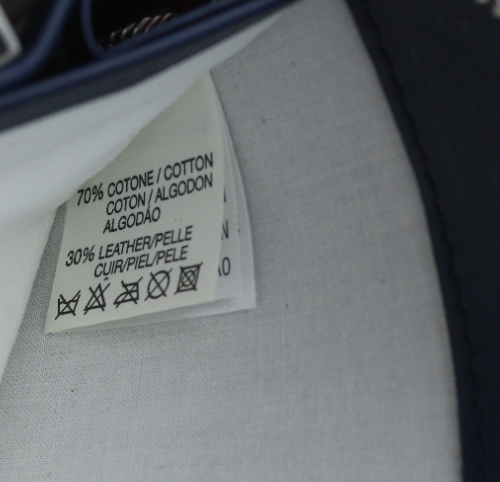 70% COTONE / COTTON
COTON / ALGODON
ALGODÃO
30% LEATHER/PELLE
CUIR/PIEL/PELE